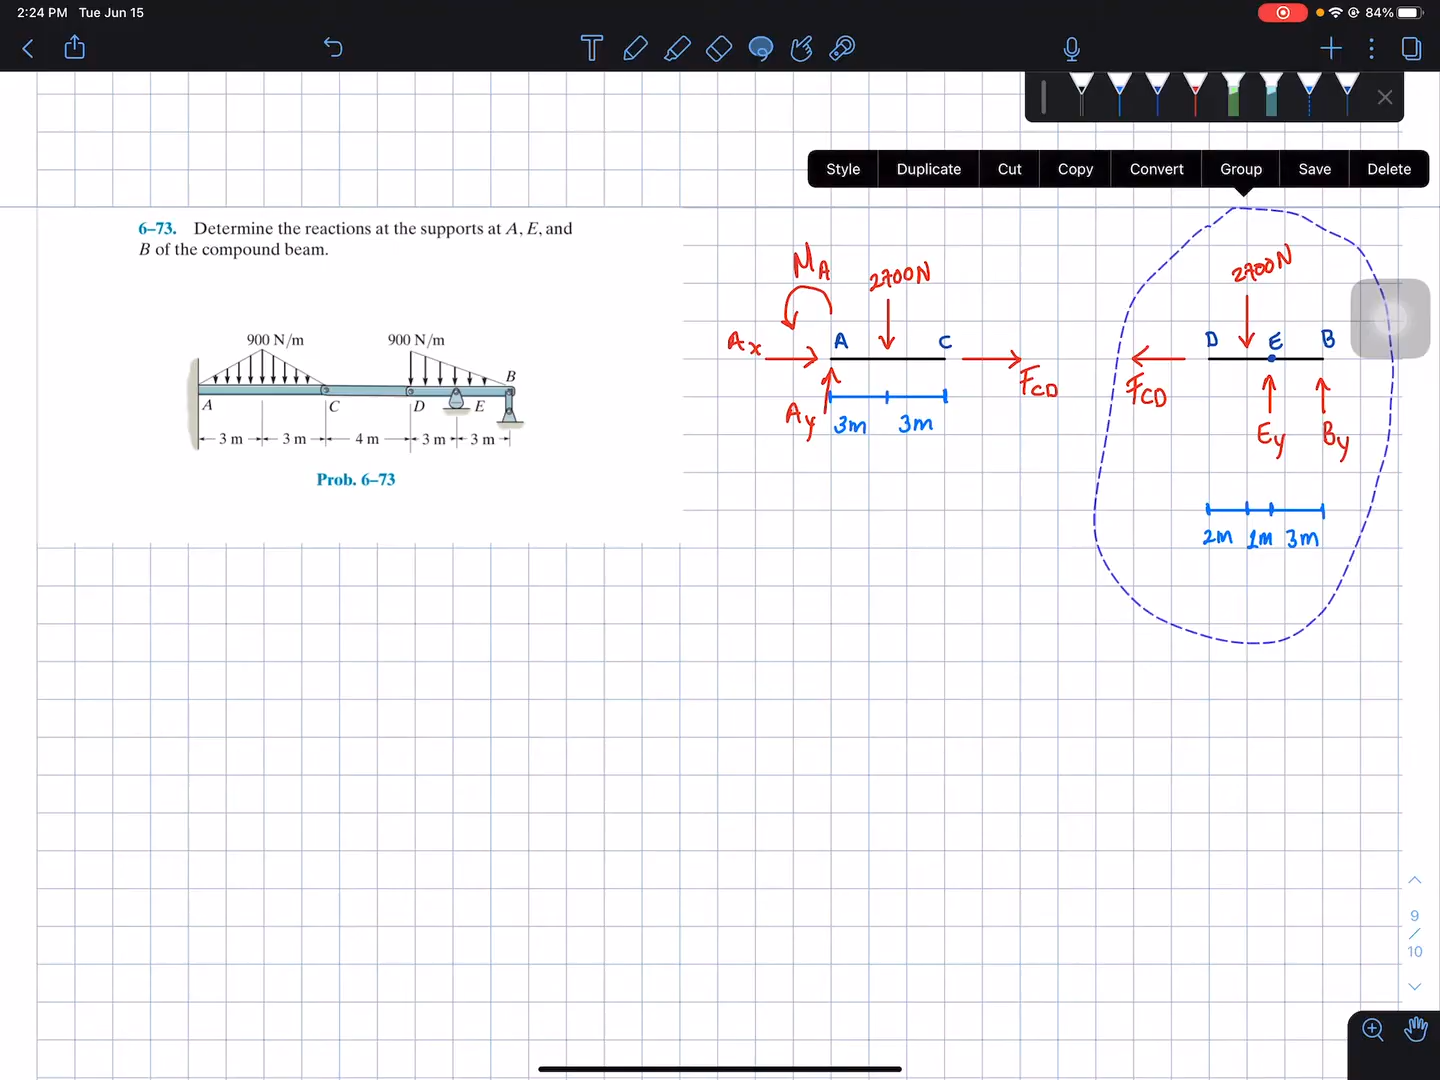 2:24 PM Tue Jun 15
84%
T
Style Duplicate Cut Copy Convert Group Save Delete
6–73. Determine the reactions at the supports at A, E, and
B of the compound beam.
900 N/m 900 N/m
B
A C D E
3 m 3 m 4 m 3 m 3 m
Prob. 6–73
MA 2700N
Ax A C
FCD
Ay 3m 3m
2700N
D E B
FCD
Ey By
2m 1m 3m
9
/
10